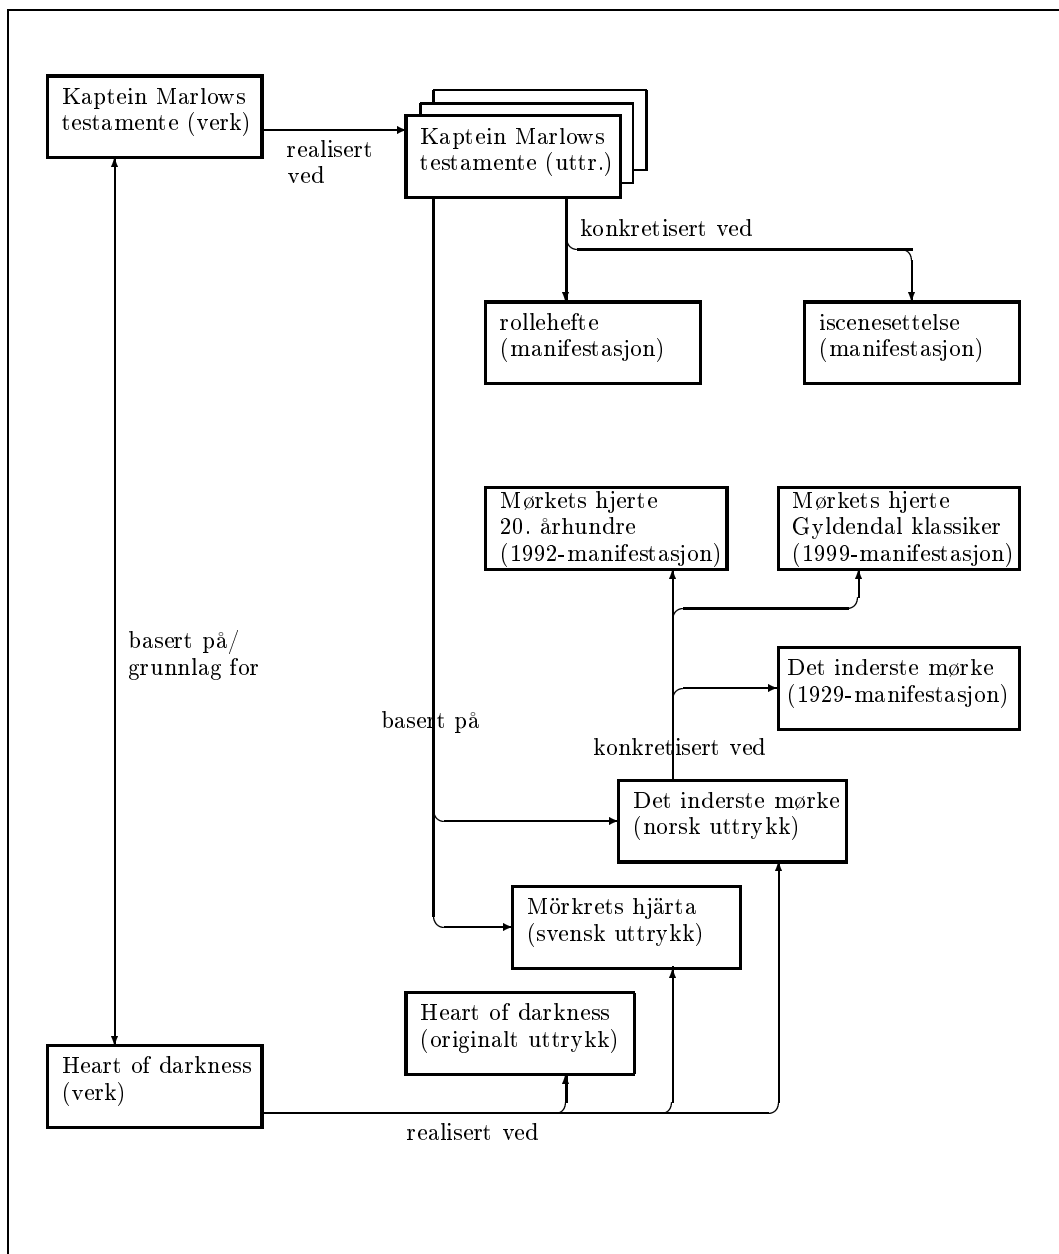 Kaptein Marlows
testamente (verk)
realisert
ved
Kaptein Marlows
testamente (uttr.)
konkretisert ved
rollehefte
(manifestasjon)
iscenesettelse
(manifestasjon)
Mørkets hjerte
20. århundre
(1992-manifestasjon)
Mørkets hjerte
Gyldendal klassiker
(1999-manifestasjon)
basert på/
grunnlag for
Det inderste mørke
(1929-manifestasjon)
basert på
konkretisert ved
Det inderste mørke
(norsk uttrykk)
Mörkrets hjärta
(svensk uttrykk)
Heart of darkness
(originalt uttrykk)
Heart of darkness
(verk)
realisert ved